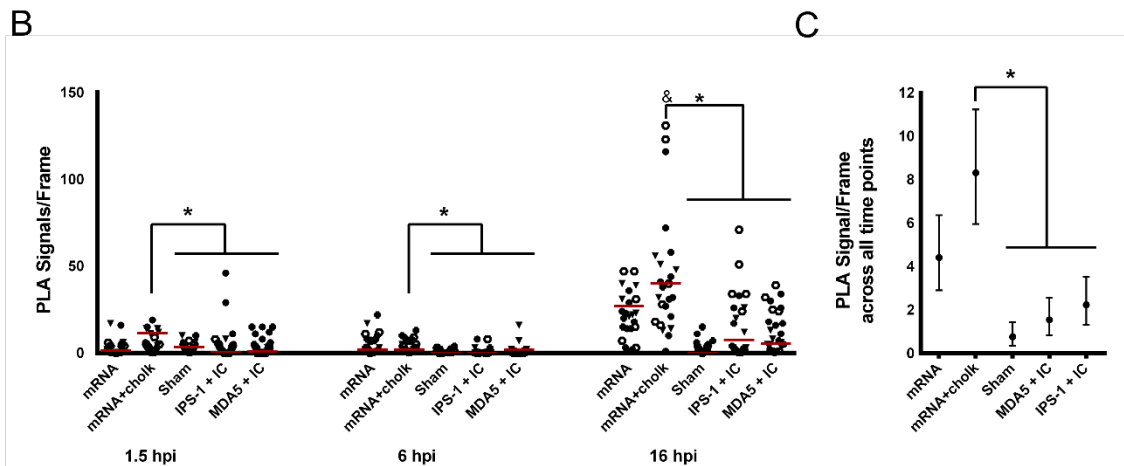 B
PLA Signals/Frame
150
100
50
0
*
*
&
*
mRNA
mRNA+cholk
Sham
IPS-1 + IC
MDA5 + IC
mRNA
mRNA+cholk
Sham
IPS-1 + IC
MDA5 + IC
mRNA
mRNA+cholk
Sham
IPS-1 + IC
MDA5 + IC
1.5 hpi
6 hpi
16 hpi
C
PLA Signal/Frame
across all time points
12
10
8
6
4
2
0
*
mRNA
mRNA+cholk
Sham
MDA5 + IC
IPS-1 + IC